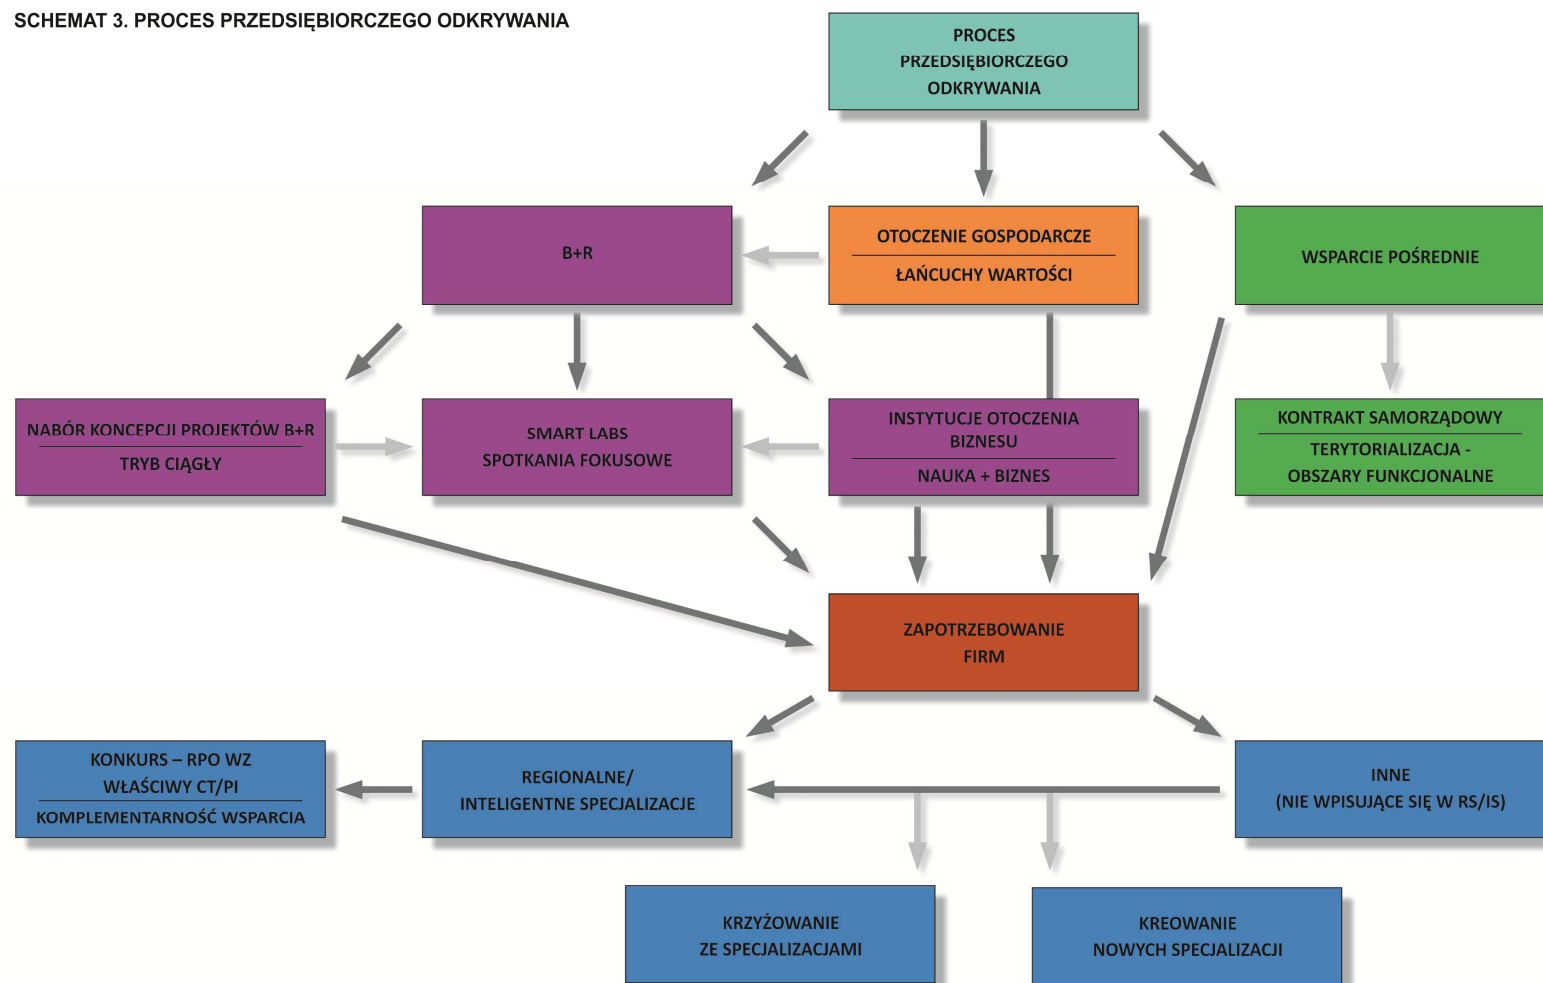 SCHEMAT 3. PROCES PRZEDSIĘBIORCZEGO ODKRYWANIA
PROCES
PRZEDSIĘBIORCZEGO
ODKRYWANIA
B+R
OTOCZENIE GOSPODARCZE
ŁAŃCUCHY WARTOŚCI
WSPARCIE POŚREDNIE
NABÓR KONCEPCJI PROJEKTÓW B+R
TRYB CIĄGŁY
SMART LABS
SPOTKANIA FOKUSOWE
INSTYTUCJE OTOCZENIA
BIZNESU
NAUKA + BIZNES
KONTRAKT SAMORZĄDOWY
TERYTORIALIZACJA -
OBSZARY FUNKCJONALNE
ZAPOTRZEBOWANIE
FIRM
KONKURS – RPO WZ
WŁAŚCIWY CT/PI
KOMPLEMENTARNOŚĆ WSPARCIA
REGIONALNE/
INTELIGENTNE SPECJALIZACJE
INNE
(NIE WPISUJĄCE SIĘ W RS/IS)
KRZYŻOWANIE
ZE SPECJALIZACJAMI
KREOWANIE
NOWYCH SPECJALIZACJI